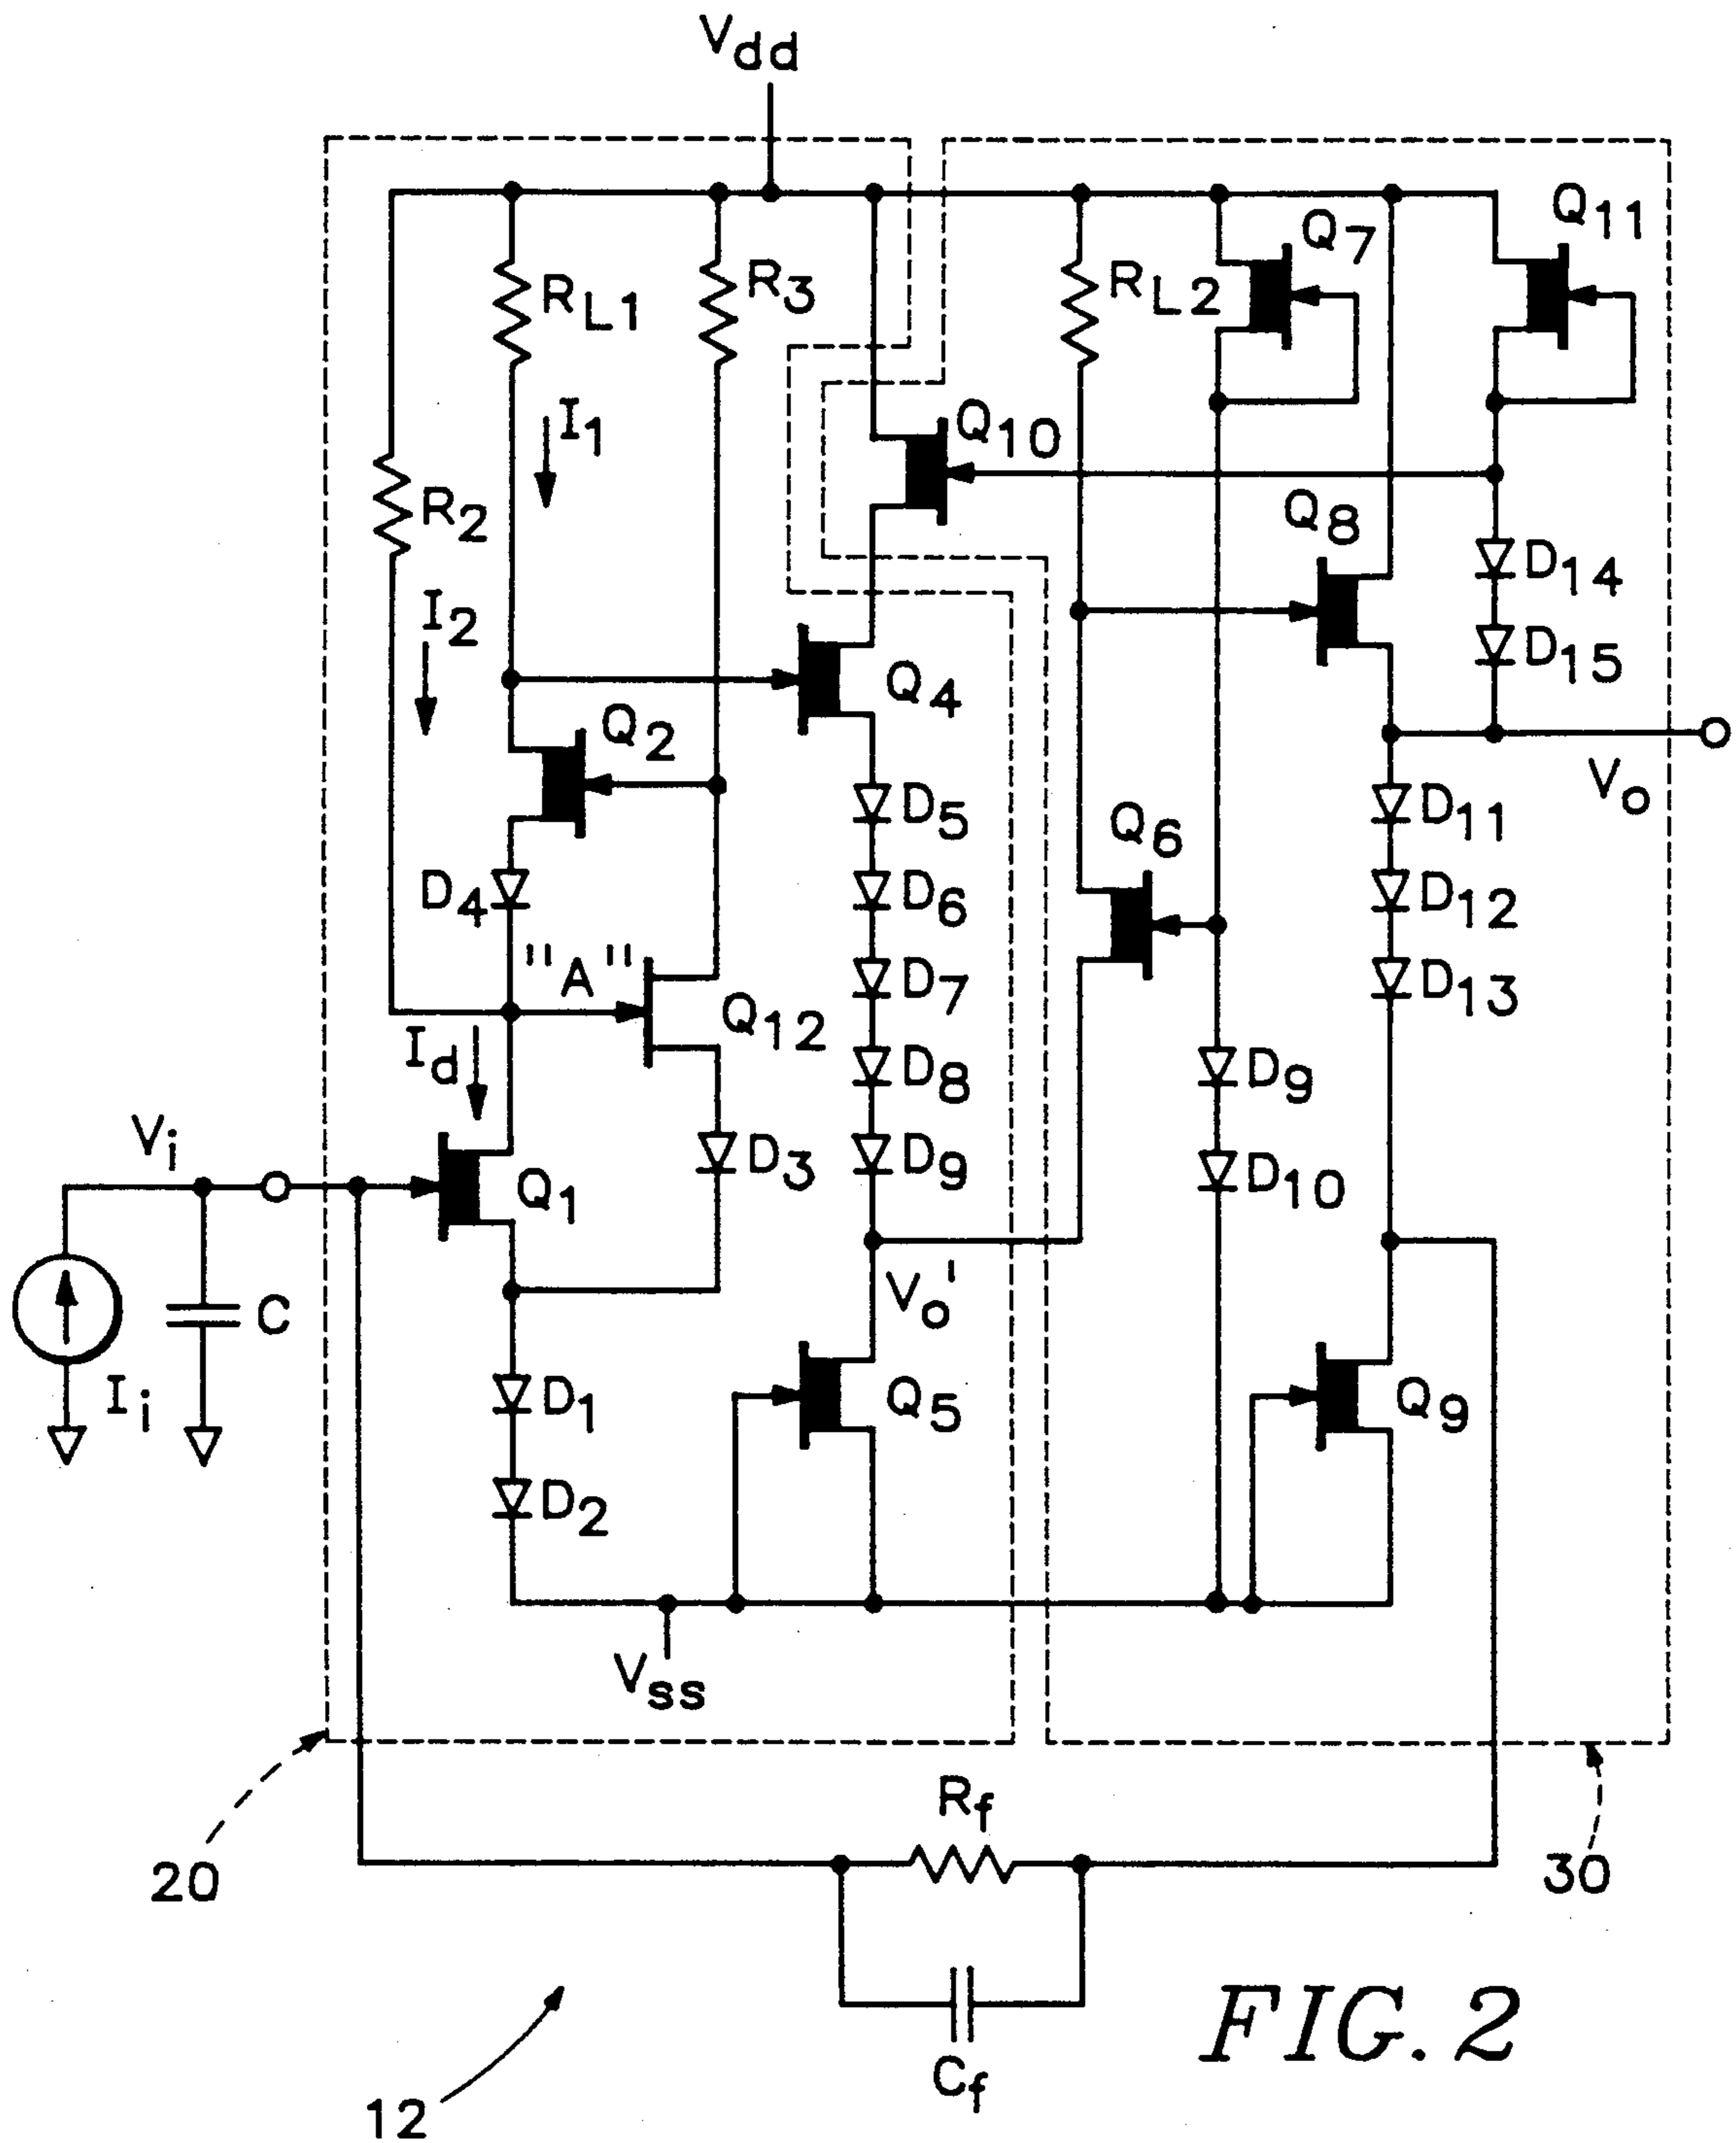 Vdd
Q11
Q7
RL1
R3
RL2
I1
Q10
Q8
R2
D14
I2
D15
Q4
Q2
Vo
D5
D11
Q6
D4
D6
D12
"A"
D7
D13
Q12
Id
D8
D9
Vi
D3
D9
D10
Q1
Vo'
C
Ii
D1
Q5
Q9
D2
Vss
Rf
20
30
Cf
FIG. 2
12